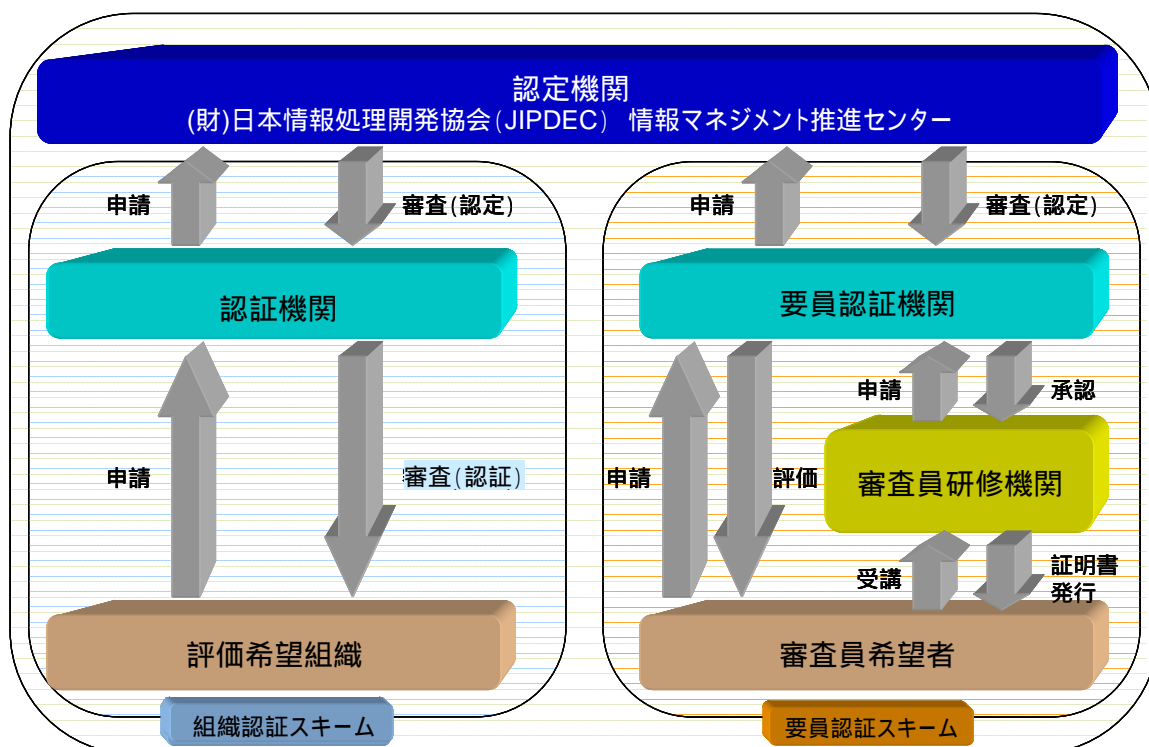 認定機関
(財)日本情報処理開発協会(JIPDEC) 情報マネジメント推進センター
申請
審査(認定)
申請
審査(認定)
認証機関
要員認証機関
申請
承認
申請
審査(認証)
申請
評価
審査員研修機関
受講
証明書
発行
評価希望組織
審査員希望者
組織認証スキーム
要員認証スキーム